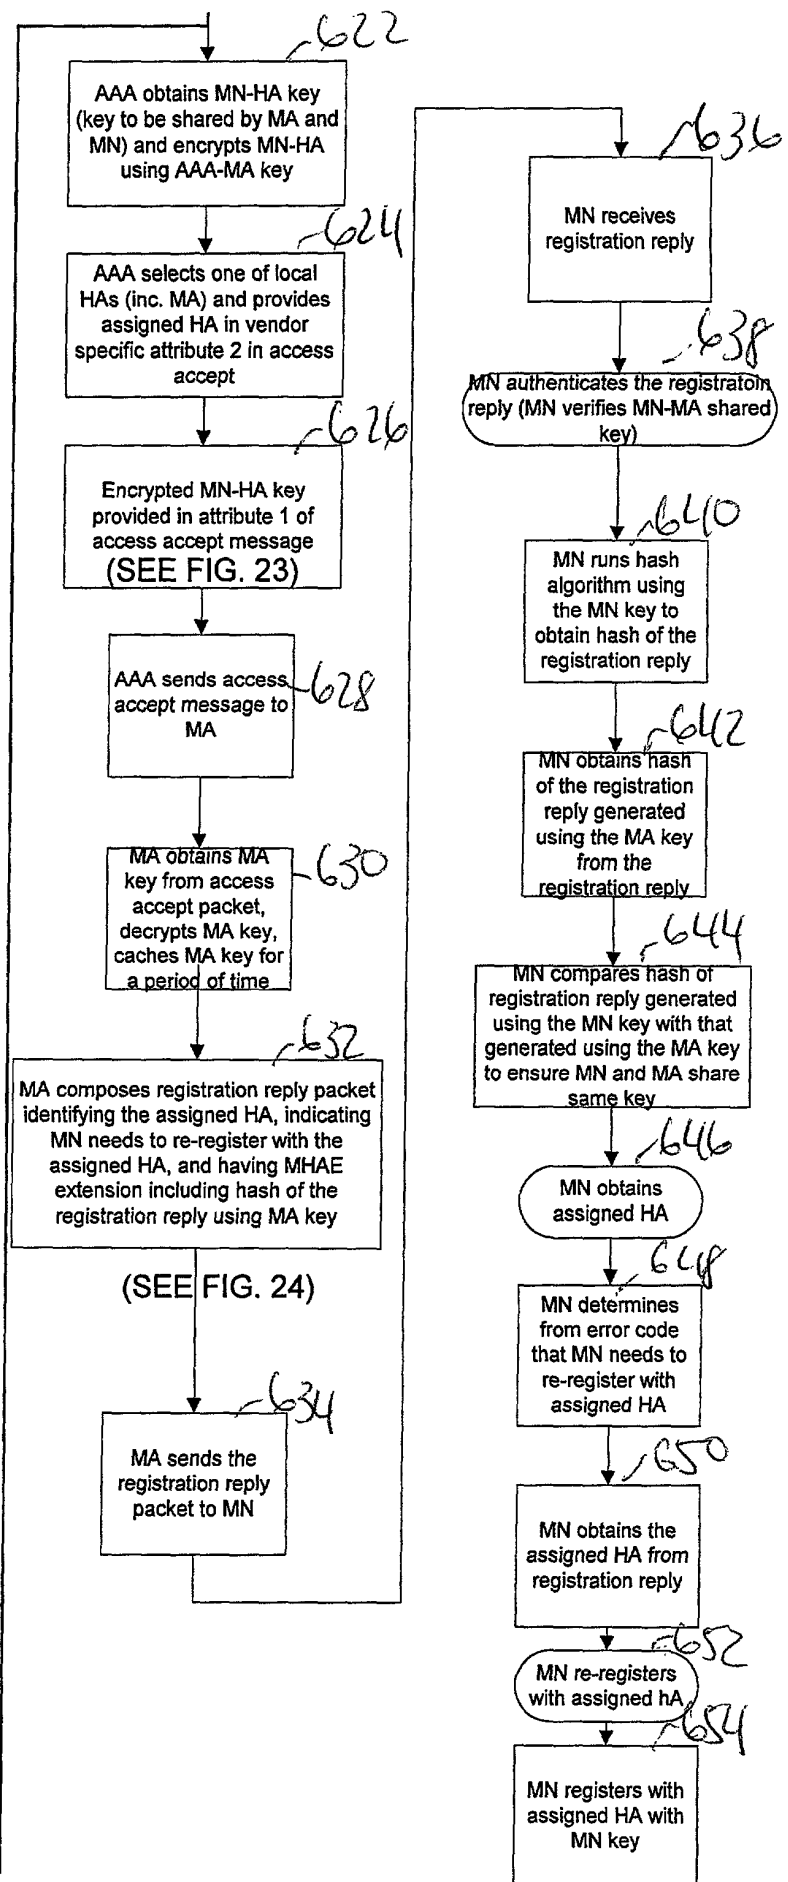 622
AAA obtains MN-HA key
(key to be shared by MA and
MN) and encrypts MN-HA
using AAA-MA key
624
AAA selects one of local
HAs (inc. MA) and provides
assigned HA in vendor
specific attribute 2 in access
accept
626
Encrypted MN-HA key
provided in attribute 1 of
access accept message
(SEE FIG. 23)
AAA sends access
accept message to
MA
628
MA obtains MA
key from access
accept packet,
decrypts MA key,
caches MA key for
a period of time
630
632
MA composes registration reply packet
identifying the assigned HA, indicating
MN needs to re-register with the
assigned HA, and having MHAE
extension including hash of the
registration reply using MA key
(SEE FIG. 24)
634
MA sends the
registration reply
packet to MN
636
MN receives
registration reply
638
MN authenticates the registratoin
reply (MN verifies MN-MA shared
key)
640
MN runs hash
algorithm using
the MN key to
obtain hash of the
registration reply
642
MN obtains hash
of the registration
reply generated
using the MA key
from the
registration reply
644
MN compares hash of
registration reply generated
using the MN key with that
generated using the MA key
to ensure MN and MA share
same key
646
MN obtains
assigned HA
648
MN determines
from error code
that MN needs to
re-register with
assigned HA
650
MN obtains the
assigned HA from
registration reply
652
MN re-registers
with assigned hA
654
MN registers with
assigned HA with
MN key